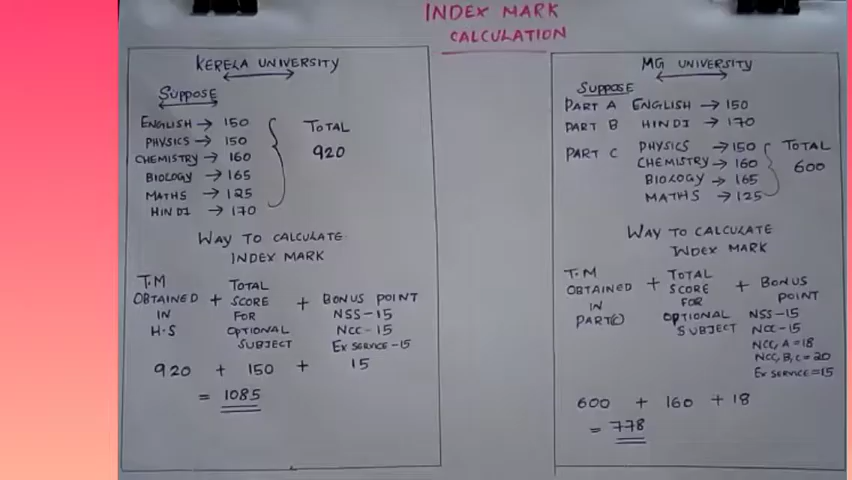 INDEX MARK
CALCULATION
KERELA UNIVERSITY
SUPPOSE
ENGLISH → 150
PHYSICS → 150
CHEMISTRY → 160
BIOLOGY → 165
MATHS → 125
HINDI → 170
TOTAL
920
WAY TO CALCULATE
INDEX MARK
T.M OBTAINED IN H.S + TOTAL SCORE FOR OPTIONAL SUBJECT + BONUS POINT
NSS-15
NCC-15
EX SERVICE-15
920 + 150 + 15
= 1085
MG UNIVERSITY
SUPPOSE
PART A ENGLISH → 150
PART B HINDI → 170
PART C PHYSICS → 150
CHEMISTRY → 160
BIOLOGY → 165
MATHS → 125
TOTAL
600
WAY TO CALCULATE
INDEX MARK
T.M OBTAINED IN PART(C) + TOTAL SCORE FOR OPTIONAL SUBJECT + BONUS POINT
NSS-15
NCC-15
NCC, A=18
NCC, B, C=20
EX SERVICE=15
600 + 160 + 18
= 778